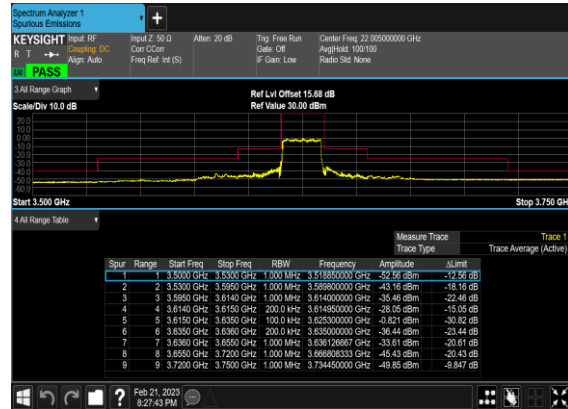 Spectrum Analyzer 1
Spurious Emissions
KEYSIGHT Input: RF Input Z: 50 Ω Atten: 20 dB Trig: Free Run Center Freq: 22.005000000 GHz
R T Coupling: DC Corr CCorr Gate: Off Avg|Hold: 100/100
Align: Auto Freq Ref: Int (S) IF Gain: Low Radio Std: None
PASS
3 All Range Graph
Ref Lvl Offset 15.68 dB
Scale/Div 10.0 dB Ref Value 30.00 dBm
20.0
10.0
0.00
-10.0
-20.0
-30.0
-40.0
-50.0
-60.0
Start 3.500 GHz Stop 3.750 GH
4 All Range Table
Measure Trace Trace 1
Trace Type Trace Average (Active)
Spur Range Start Freq Stop Freq RBW Frequency Amplitude ΔLimit
1 1 3.5000 GHz 3.5300 GHz 1.000 MHz 3.518850000 GHz -52.56 dBm -12.56 dB
2 2 3.5300 GHz 3.5950 GHz 1.000 MHz 3.589800000 GHz -43.16 dBm -18.16 dB
3 3 3.5950 GHz 3.6140 GHz 1.000 MHz 3.614000000 GHz -35.46 dBm -22.46 dB
4 4 3.6140 GHz 3.6150 GHz 200.0 kHz 3.614950000 GHz -28.05 dBm -15.05 dB
5 5 3.6150 GHz 3.6350 GHz 100.0 kHz 3.625300000 GHz -0.821 dBm -30.82 dB
6 6 3.6350 GHz 3.6360 GHz 200.0 kHz 3.635000000 GHz -36.44 dBm -23.44 dB
7 7 3.6360 GHz 3.6550 GHz 1.000 MHz 3.636126667 GHz -33.61 dBm -20.61 dB
8 8 3.6550 GHz 3.7200 GHz 1.000 MHz 3.666808333 GHz -45.43 dBm -20.43 dB
9 9 3.7200 GHz 3.7500 GHz 1.000 MHz 3.734450000 GHz -49.85 dBm -9.847 dB
Feb 21, 2023
8:27:43 PM